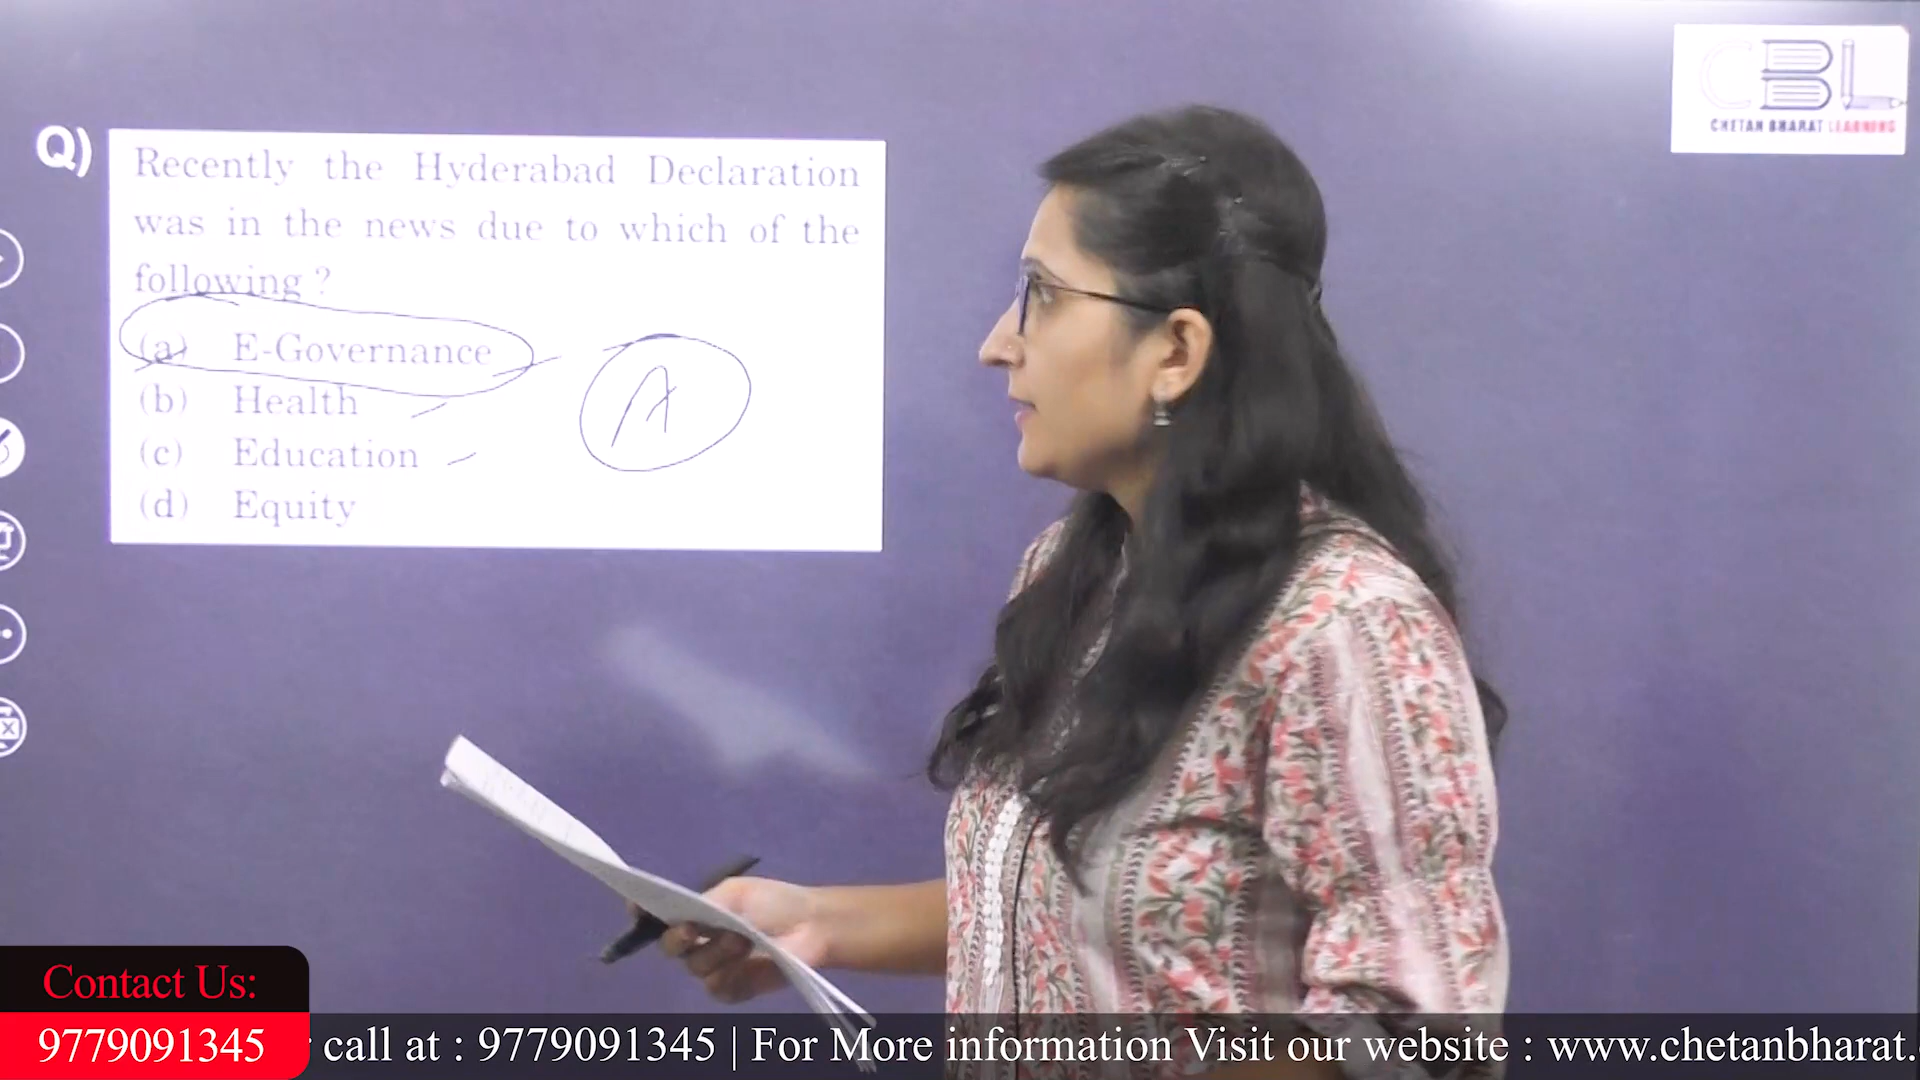 CBL
CHETAN BHARAT LEARNING
Q)
Recently the Hyderabad Declaration
was in the news due to which of the
following ?
(a) E-Governance
(b) Health
(c) Education
(d) Equity
A
Contact Us:
9779091345
call at : 9779091345 | For More information Visit our website : www.chetanbharat.